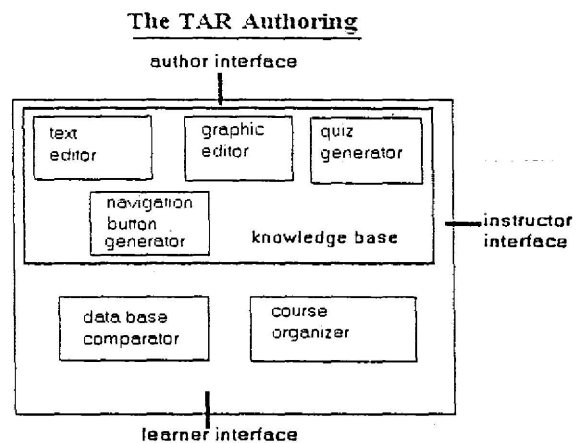 The TAR Authoring
author interface
text
editor
graphic
editor
quiz
generator
navigation
button
generator
knowledge base
instructor
interface
data base
comparator
course
organizer
learner interface